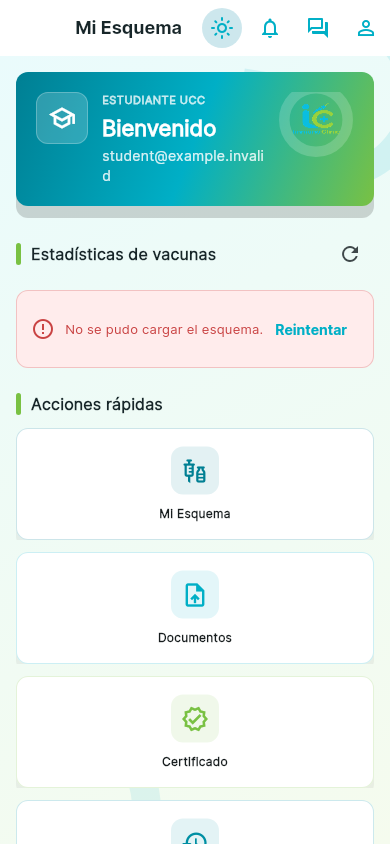 Mi Esquema
ESTUDIANTE UCC
Bienvenido
student@example.invali
d
Estadísticas de vacunas
No se pudo cargar el esquema. Reintentar
Acciones rápidas
Mi Esquema
Documentos
Certificado